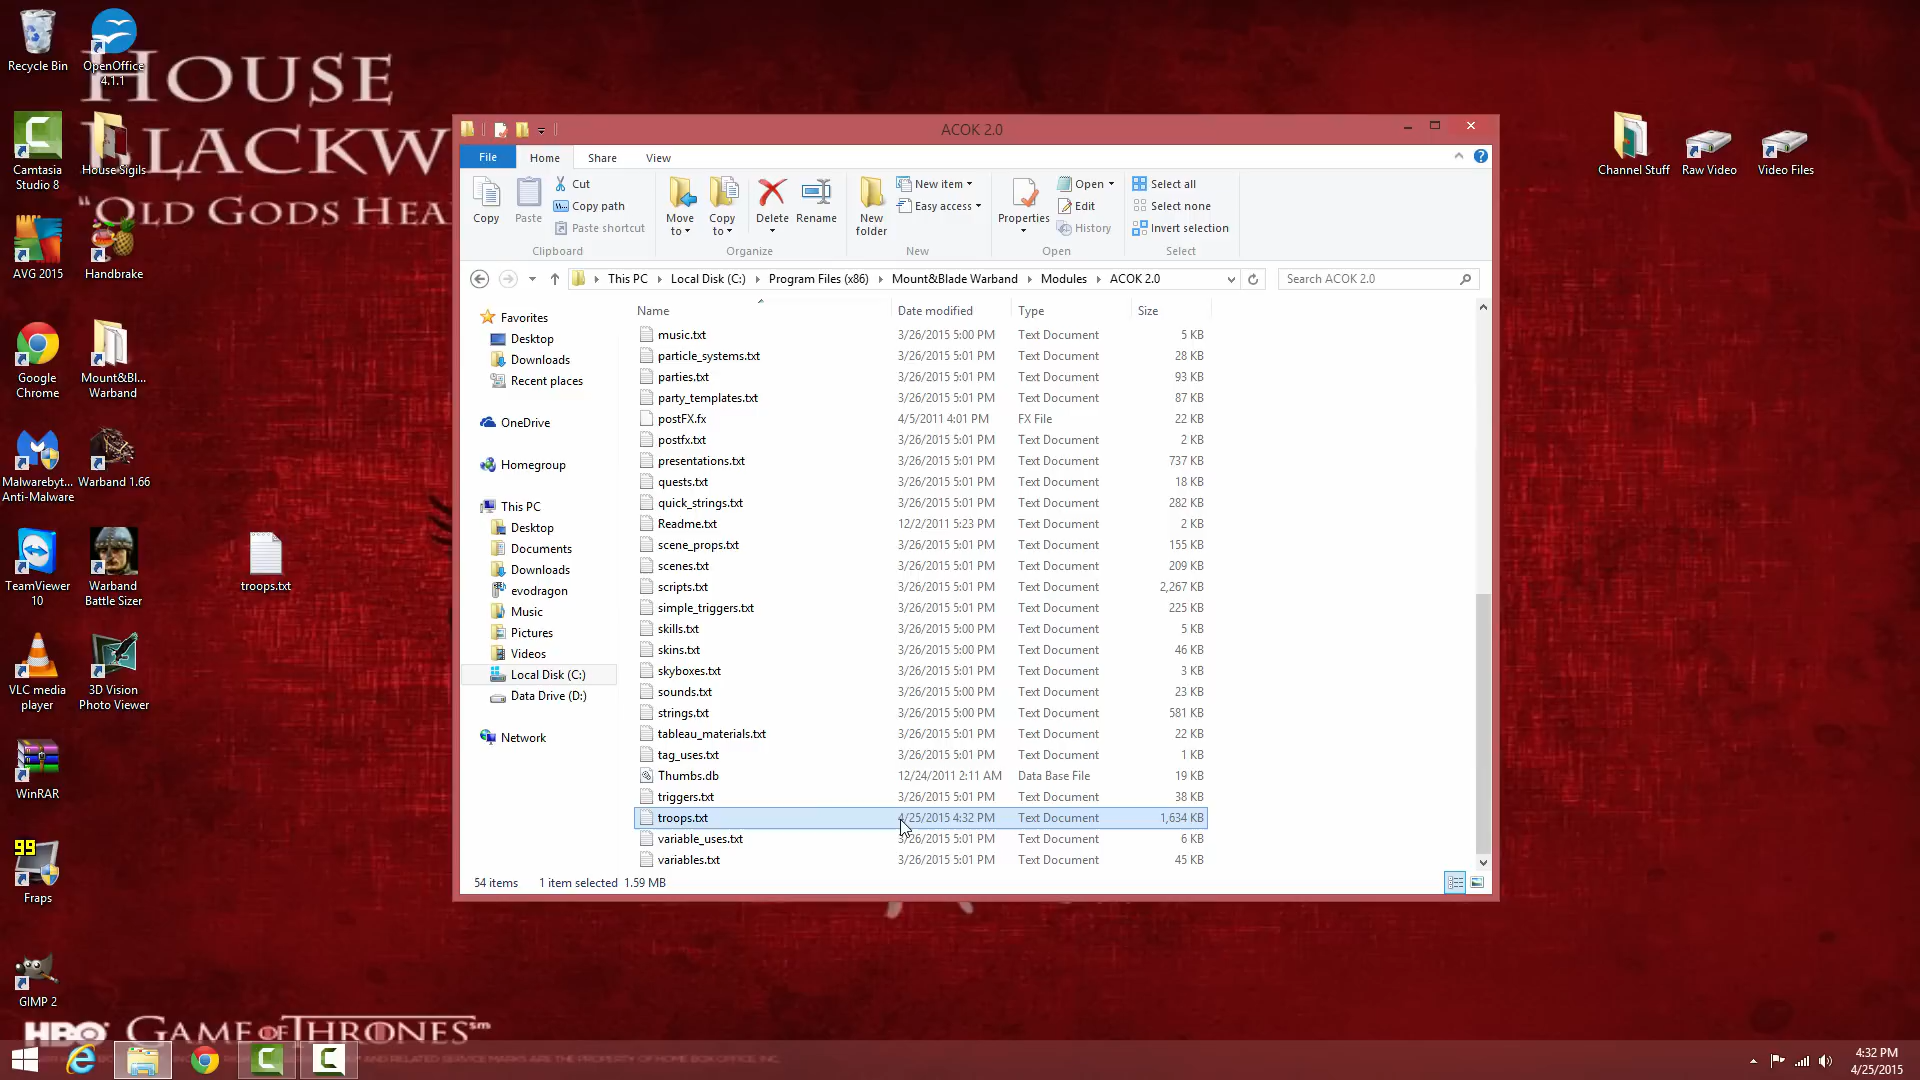 HOUSE
BLACKW
"OLD GODS HEA
Recycle Bin
OpenOffice
4.1.1
Camtasia
Studio 8
House Sigils
AVG 2015
Handbrake
Google
Chrome
Mount&Bl...
Warband
Malwarebyt...
Anti-Malware
Warband 1.66
TeamViewer
10
Warband
Battle Sizer
troops.txt
VLC media
player
3D Vision
Photo Viewer
WinRAR
99
Fraps
GIMP 2
Channel Stuff
Raw Video
Video Files
ACOK 2.0
File
Home
Share
View
Copy
Paste
Cut
Copy path
Paste shortcut
Clipboard
Move
to
Copy
to
Delete
Rename
Organize
New
folder
New item
Easy access
New
Properties
Open
Edit
History
Open
Select all
Select none
Invert selection
Select
This PC
Local Disk (C:)
Program Files (x86)
Mount&Blade Warband
Modules
ACOK 2.0
Search ACOK 2.0
Favorites
Desktop
Downloads
Recent places
OneDrive
Homegroup
This PC
Desktop
Documents
Downloads
evodragon
Music
Pictures
Videos
Local Disk (C:)
Data Drive (D:)
Network
Name Date modified Type Size
music.txt 3/26/2015 5:00 PM Text Document 5 KB
particle_systems.txt 3/26/2015 5:01 PM Text Document 28 KB
parties.txt 3/26/2015 5:01 PM Text Document 93 KB
party_templates.txt 3/26/2015 5:01 PM Text Document 87 KB
postFX.fx 4/5/2011 4:01 PM FX File 22 KB
postfx.txt 3/26/2015 5:01 PM Text Document 2 KB
presentations.txt 3/26/2015 5:01 PM Text Document 737 KB
quests.txt 3/26/2015 5:01 PM Text Document 18 KB
quick_strings.txt 3/26/2015 5:01 PM Text Document 282 KB
Readme.txt 12/2/2011 5:23 PM Text Document 2 KB
scene_props.txt 3/26/2015 5:01 PM Text Document 155 KB
scenes.txt 3/26/2015 5:01 PM Text Document 209 KB
scripts.txt 3/26/2015 5:01 PM Text Document 2,267 KB
simple_triggers.txt 3/26/2015 5:01 PM Text Document 225 KB
skills.txt 3/26/2015 5:00 PM Text Document 5 KB
skins.txt 3/26/2015 5:00 PM Text Document 46 KB
skyboxes.txt 3/26/2015 5:01 PM Text Document 3 KB
sounds.txt 3/26/2015 5:00 PM Text Document 23 KB
strings.txt 3/26/2015 5:00 PM Text Document 581 KB
tableau_materials.txt 3/26/2015 5:01 PM Text Document 22 KB
tag_uses.txt 3/26/2015 5:01 PM Text Document 1 KB
Thumbs.db 12/24/2011 2:11 AM Data Base File 19 KB
triggers.txt 3/26/2015 5:01 PM Text Document 38 KB
troops.txt 4/25/2015 4:32 PM Text Document 1,634 KB
variable_uses.txt 3/26/2015 5:01 PM Text Document 6 KB
variables.txt 3/26/2015 5:01 PM Text Document 45 KB
54 items 1 item selected 1.59 MB
HBO GAME OF THRONES℠
AND RELATED SERVICE MARKS ARE THE PROPERTY OF HOME BOX OFFICE, INC.
4:32 PM
4/25/2015